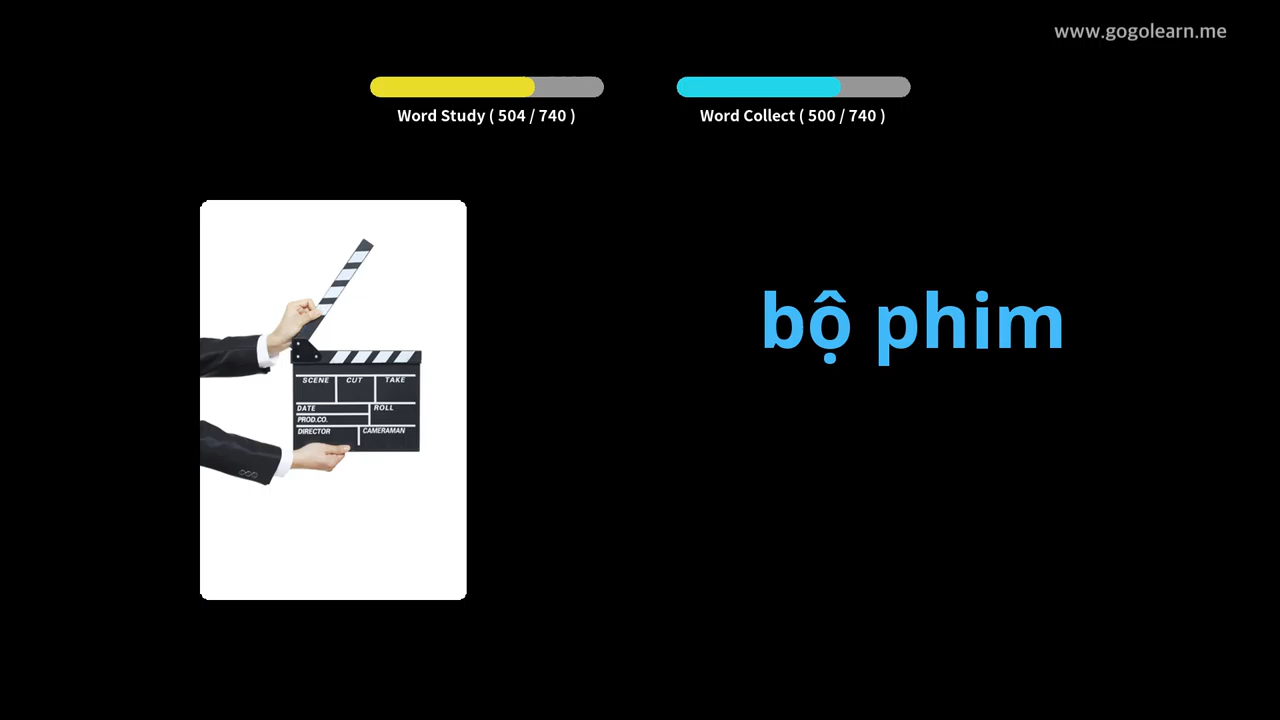 www.gogolearn.me
Word Study ( 504 / 740 )
Word Collect ( 500 / 740 )
bộ phim
SCENE CUT TAKE
DATE ROLL
PROD.CO.
DIRECTOR CAMERAMAN